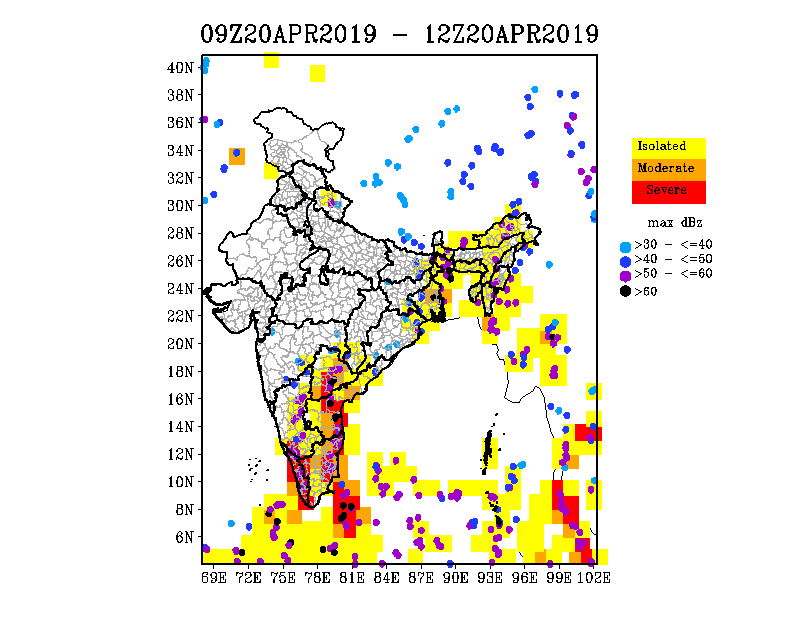 09Z20APR2019 - 12Z20APR2019
40N
38N
36N
34N
32N
30N
28N
26N
24N
22N
20N
18N
16N
14N
12N
10N
8N
6N
69E 72E 75E 78E 81E 84E 87E 90E 93E 96E 99E 102E
Isolated
Moderate
Severe
max dBz
>30 - <=40
>40 - <=50
>50 - <=60
>60